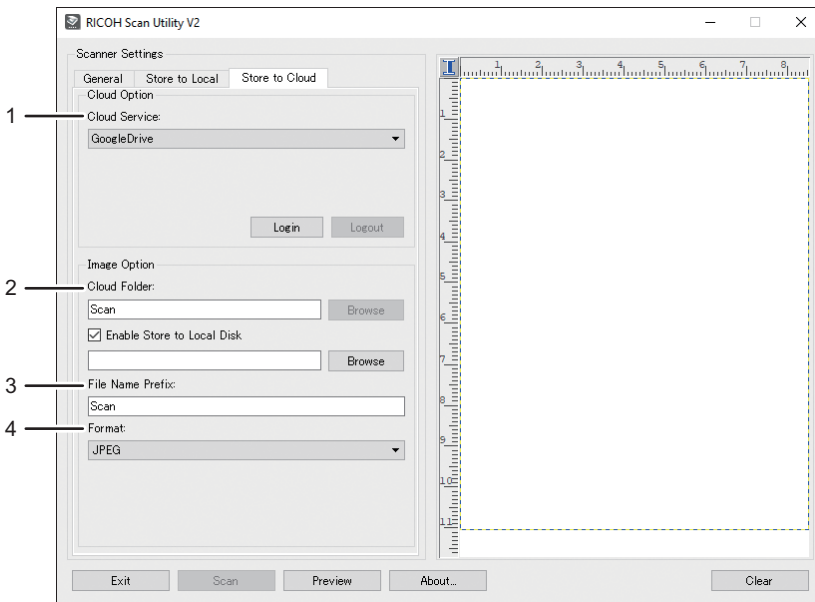 RICOH Scan Utility V2
Scanner Settings
General Store to Local Store to Cloud
Cloud Option
1
Cloud Service:
GoogleDrive
Login Logout
Image Option
2
Cloud Folder:
Scan Browse
Enable Store to Local Disk
Browse
3
File Name Prefix:
Scan
4
Format:
JPEG
1 2 3 4 5 6 7 8
1
2
3
4
5
6
7
8
9
10
11
Exit Scan Preview About... Clear